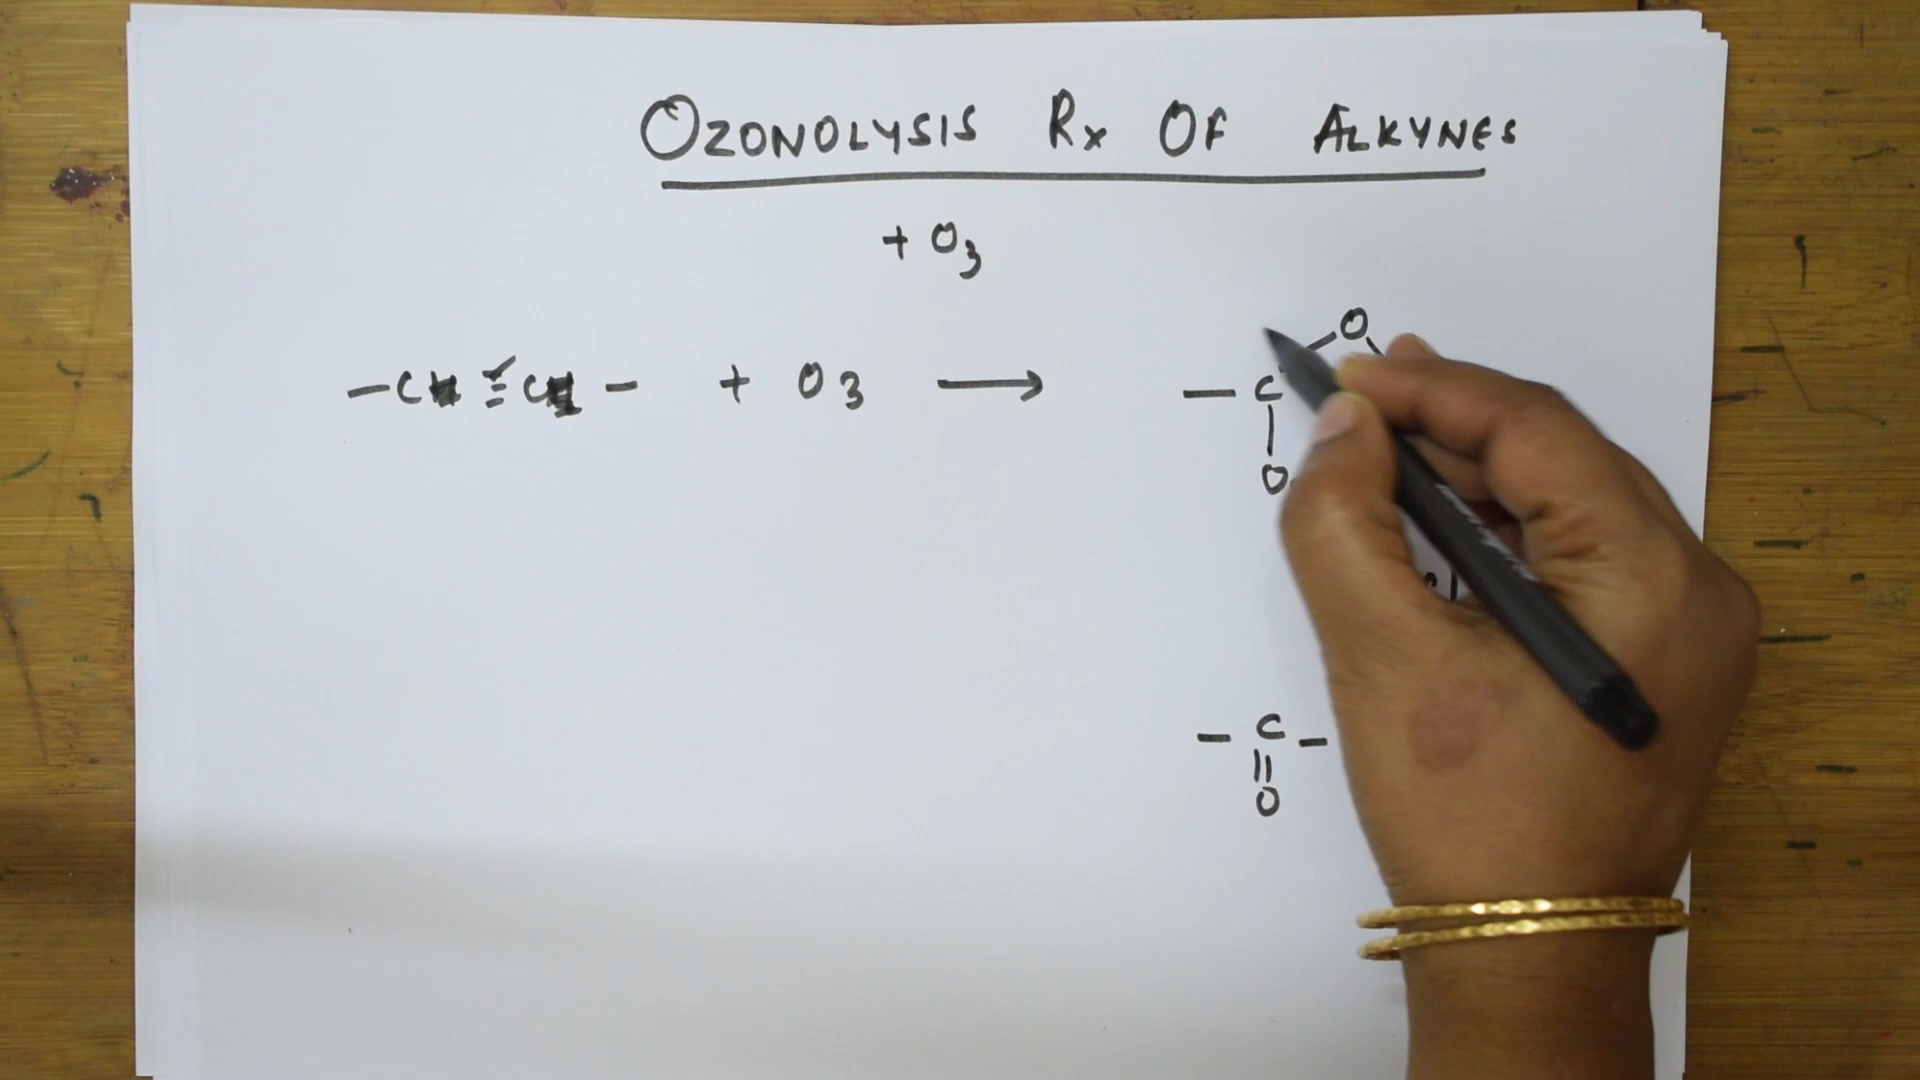 OZONOLYSIS Rx OF ALKYNES
+ O3
O
— C ≡ C — + O3 → — C
O
— C —
||
O